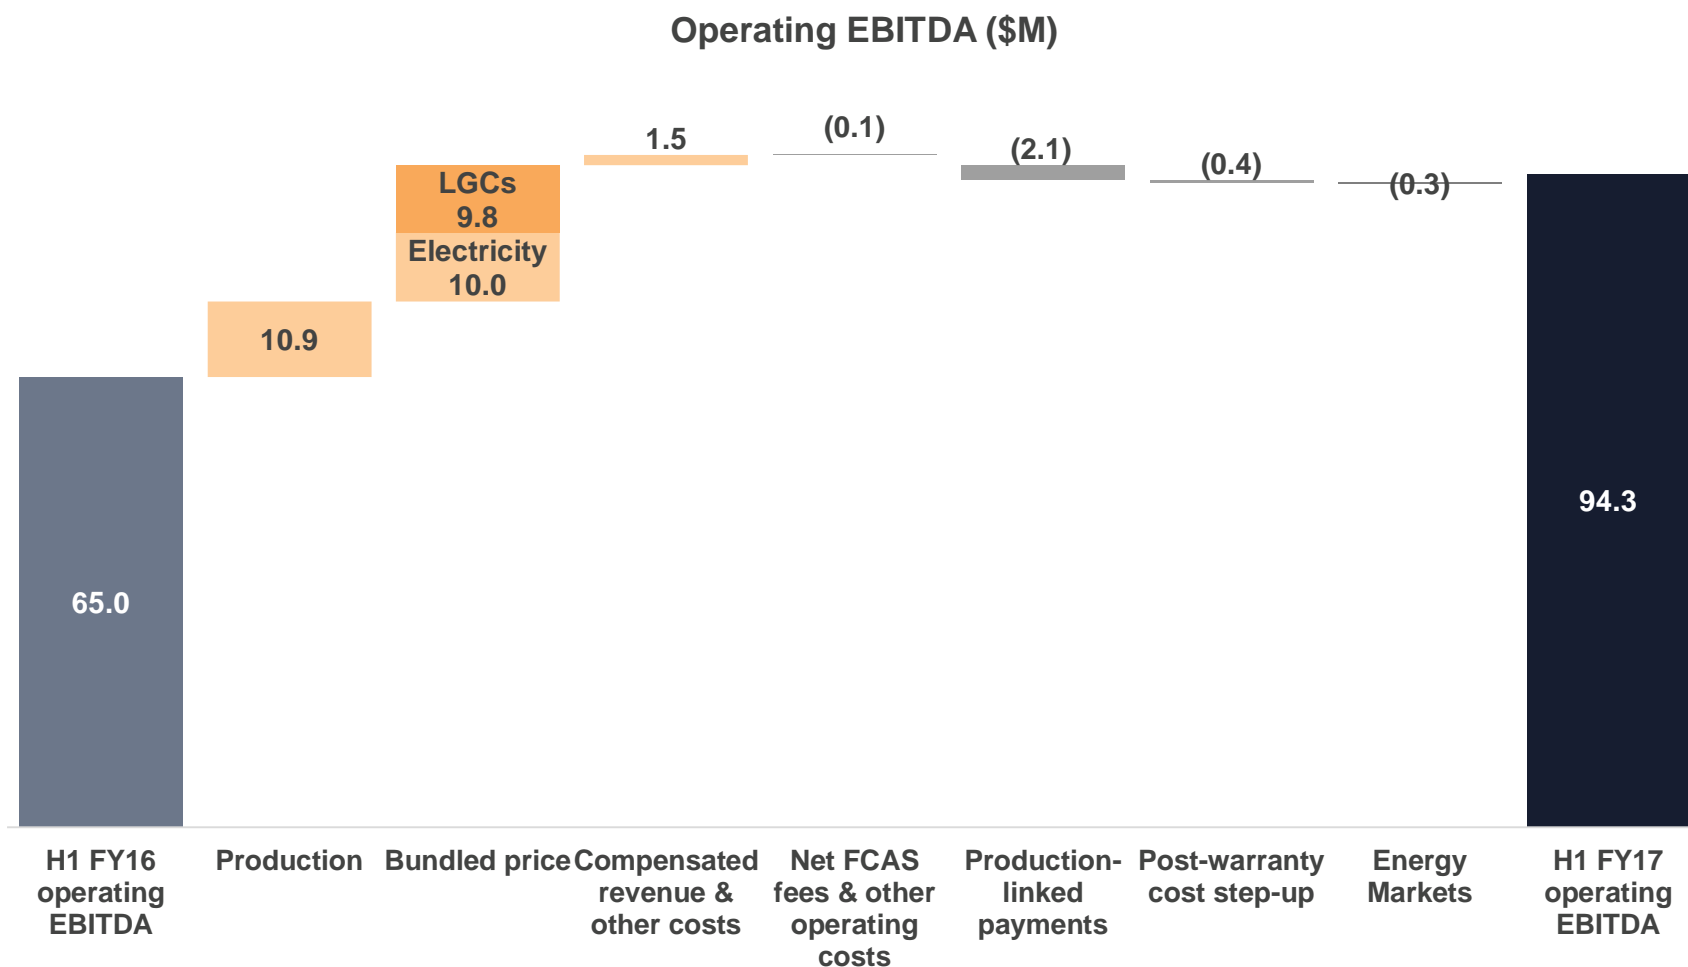 Operating EBITDA ($M)
1.5
(0.1)
(2.1)
(0.4)
(0.3)
LGCs
9.8
Electricity
10.0
10.9
65.0
94.3
H1 FY16
operating
EBITDA
Production
Bundled price
Compensated
revenue &
other costs
Net FCAS
fees & other
operating
costs
Production-
linked
payments
Post-warranty
cost step-up
Energy
Markets
H1 FY17
operating
EBITDA